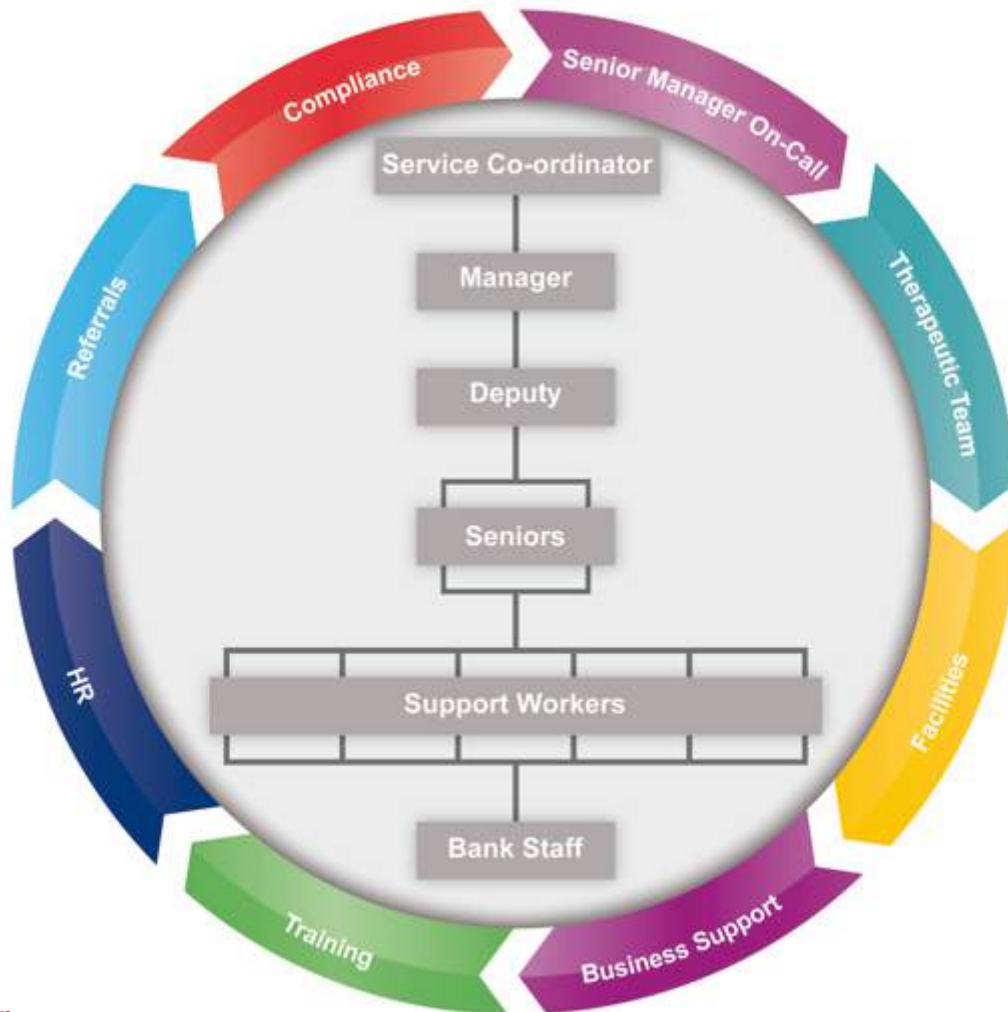 Compliance
Senior Manager On-Call
Service Co-ordinator
Manager
Therapeutic Team
Referrals
Deputy
Seniors
HR
Support Workers
Facilities
Bank Staff
Training
Business Support